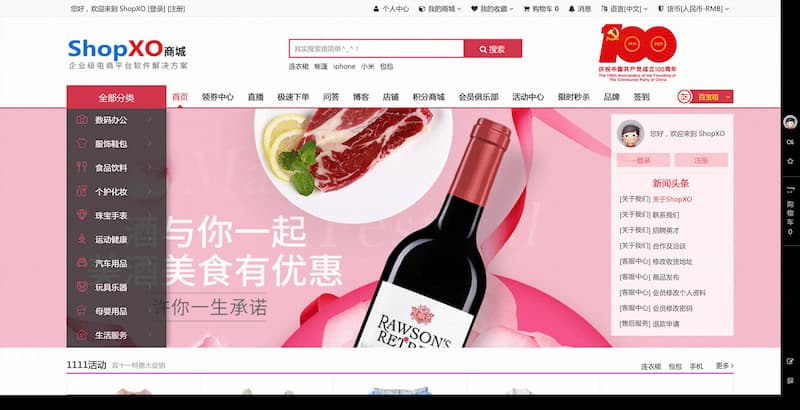 您好，欢迎来到 ShopXO [登录] [注册]
个人中心 我的商城 我的收藏 购物车 0 消息 语言[中文] 货币[人民币-RMB]
ShopXO商城
企业级电商平台软件解决方案
其实搜索很简单^_^！ 搜索
连衣裙 帐篷 iphone 小米 包包
100
1921 2021
庆祝中国共产党成立100周年
The 100th Anniversary of the Founding of
The Communist Party of China
全部分类 首页 领劵中心 直播 极速下单 问答 博客 店铺 积分商城 会员俱乐部 活动中心 限时秒杀 品牌 签到 百宝箱
数码办公
服饰鞋包
食品饮料
个护化妆
珠宝手表
运动健康
汽车用品
玩具乐器
母婴用品
生活服务
酒与你一起
美酒美食有优惠
许你一生承诺
RAWSON'S
RETREAT
您好，欢迎来到 ShopXO
登录 注册
新闻头条
[关于我们] 关于ShopXO
[关于我们] 联系我们
[关于我们] 招聘英才
[关于我们] 合作及洽谈
[客服中心] 修改收货地址
[客服中心] 商品发布
[客服中心] 会员修改个人资料
[客服中心] 会员修改密码
[售后服务] 退款申请
购物车
0
1111活动 双十一特惠大促销 连衣裙 包包 手机 更多